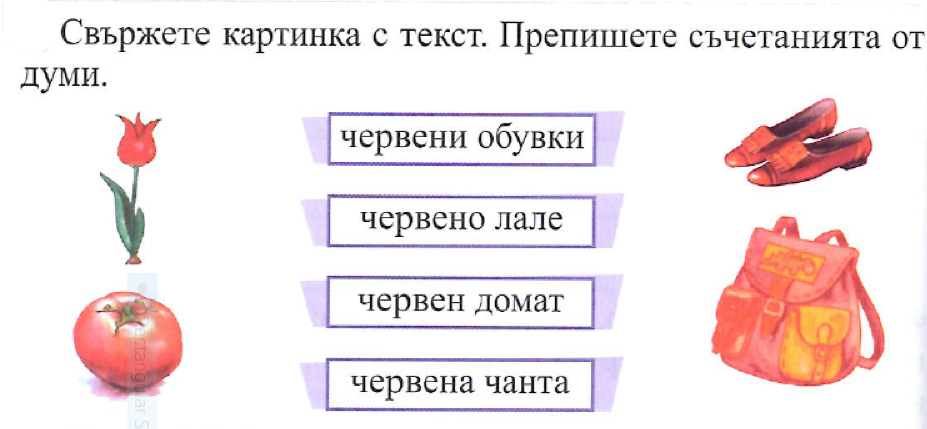 Свържете картинка с текст. Препишете съчетанията от
думи.
червени обувки
червено лале
червен домат
червена чанта